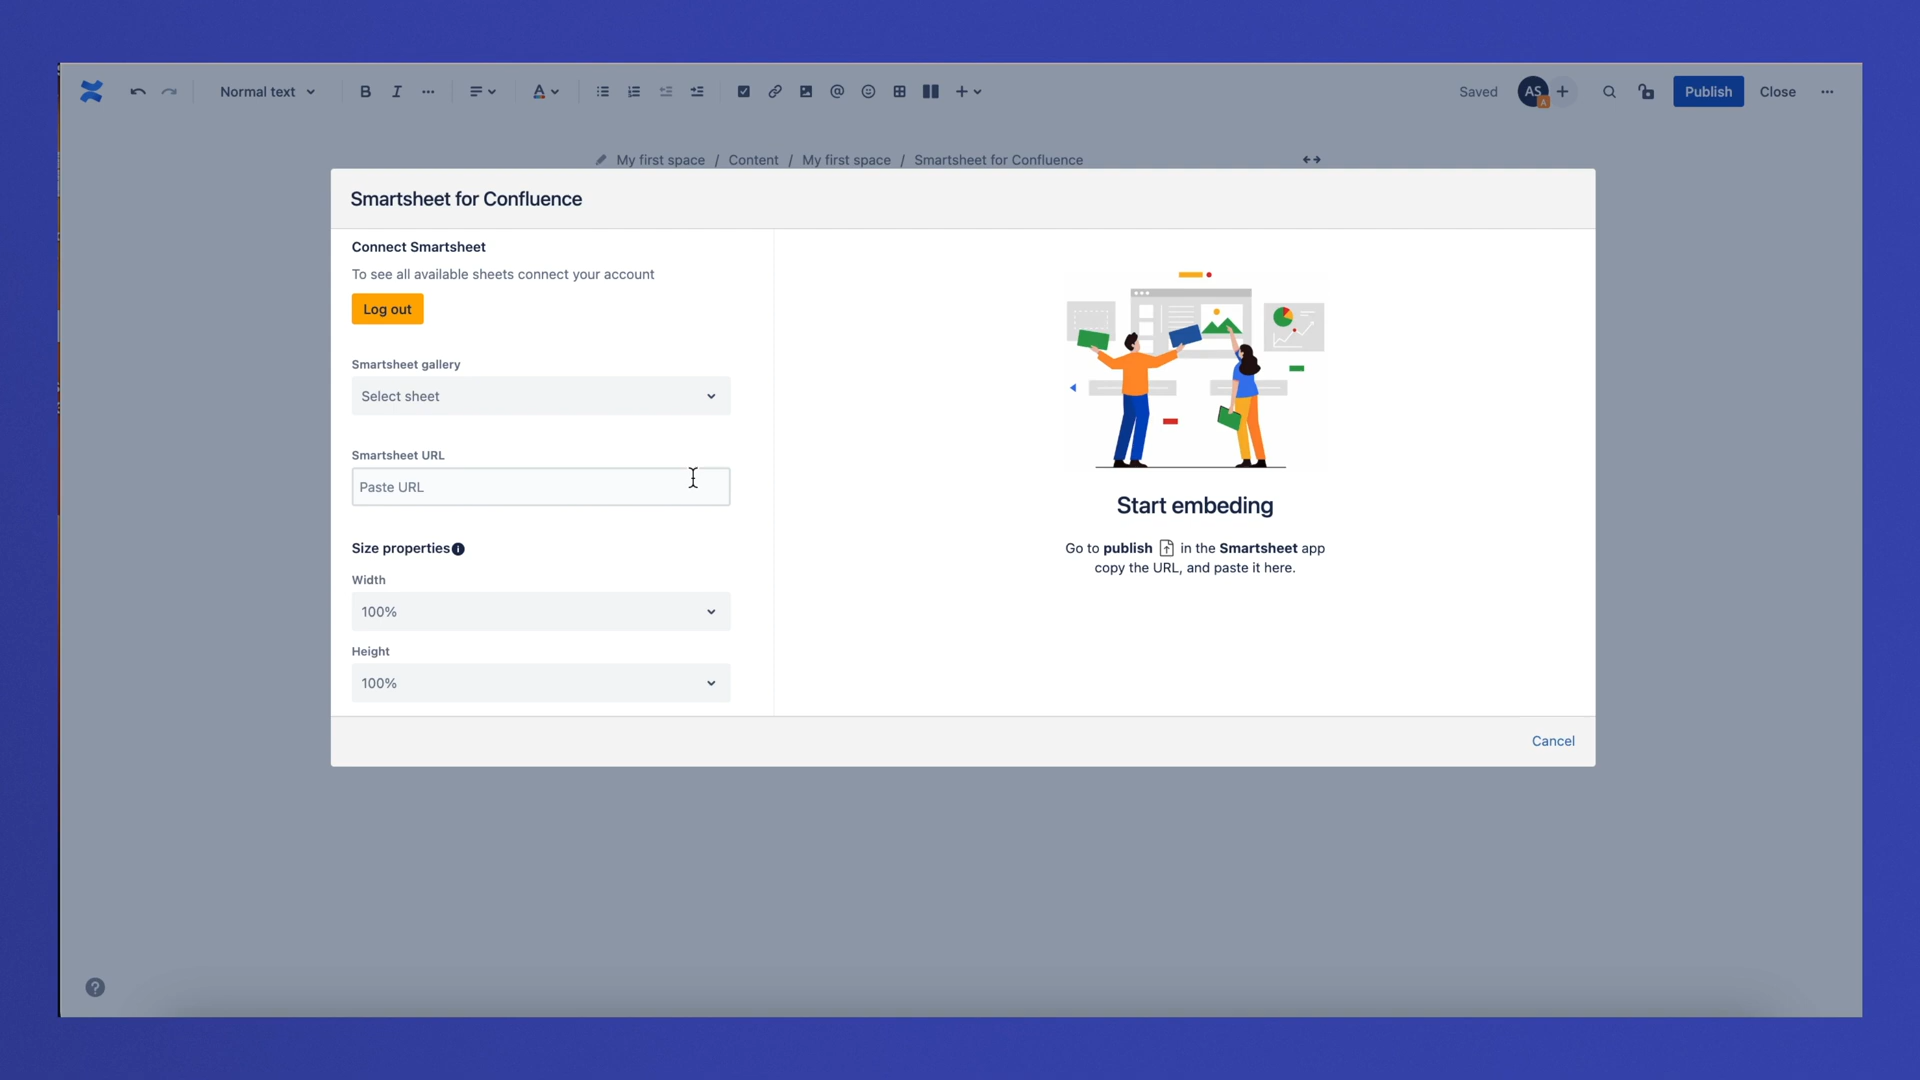 Normal text
B I
A
@
Saved
AS
A
Publish
Close
My first space / Content / My first space / Smartsheet for Confluence
Smartsheet for Confluence
Connect Smartsheet
To see all available sheets connect your account
Log out
Smartsheet gallery
Select sheet
Smartsheet URL
Paste URL
Size properties
Width
100%
Height
100%
Start embeding
Go to publish in the Smartsheet app
copy the URL, and paste it here.
Cancel
?